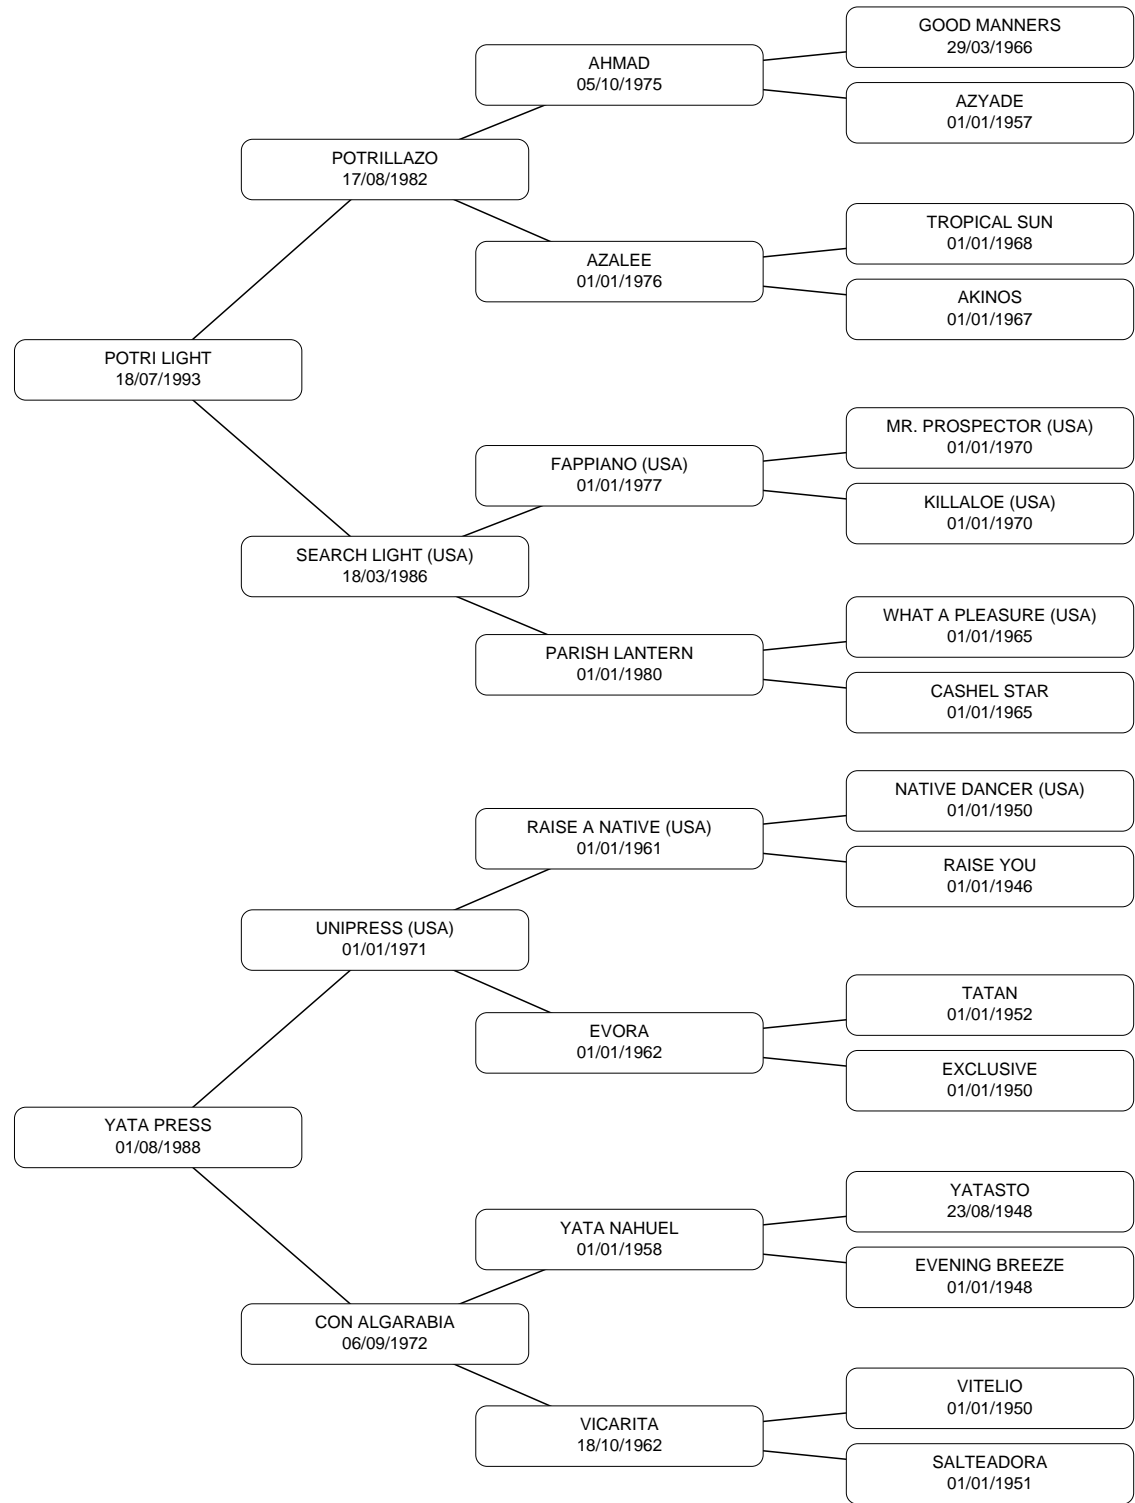 GOOD MANNERS
29/03/1966
AHMAD
05/10/1975
AZYADE
01/01/1957
POTRILLAZO
17/08/1982
TROPICAL SUN
01/01/1968
AZALEE
01/01/1976
AKINOS
01/01/1967
POTRI LIGHT
18/07/1993
MR. PROSPECTOR (USA)
01/01/1970
FAPPIANO (USA)
01/01/1977
KILLALOE (USA)
01/01/1970
SEARCH LIGHT (USA)
18/03/1986
WHAT A PLEASURE (USA)
01/01/1965
PARISH LANTERN
01/01/1980
CASHEL STAR
01/01/1965
NATIVE DANCER (USA)
01/01/1950
RAISE A NATIVE (USA)
01/01/1961
RAISE YOU
01/01/1946
UNIPRESS (USA)
01/01/1971
TATAN
01/01/1952
EVORA
01/01/1962
EXCLUSIVE
01/01/1950
YATA PRESS
01/08/1988
YATASTO
23/08/1948
YATA NAHUEL
01/01/1958
EVENING BREEZE
01/01/1948
CON ALGARABIA
06/09/1972
VITELIO
01/01/1950
VICARITA
18/10/1962
SALTEADORA
01/01/1951